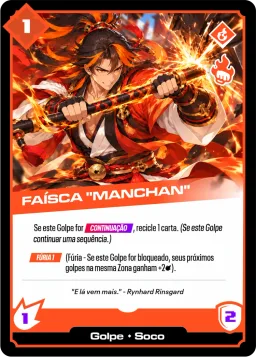 1
FAÍSCA "MANCHAN"
Se este Golpe for CONTINUAÇÃO, recicle 1 carta. (Se este Golpe
continuar uma sequência.)
FÚRIA 1 (Fúria - Se este Golpe for bloqueado, seus próximos
golpes na mesma Zona ganham +2).
"E lá vem mais." - Rynhard Rinsgard
1
2
Golpe • Soco